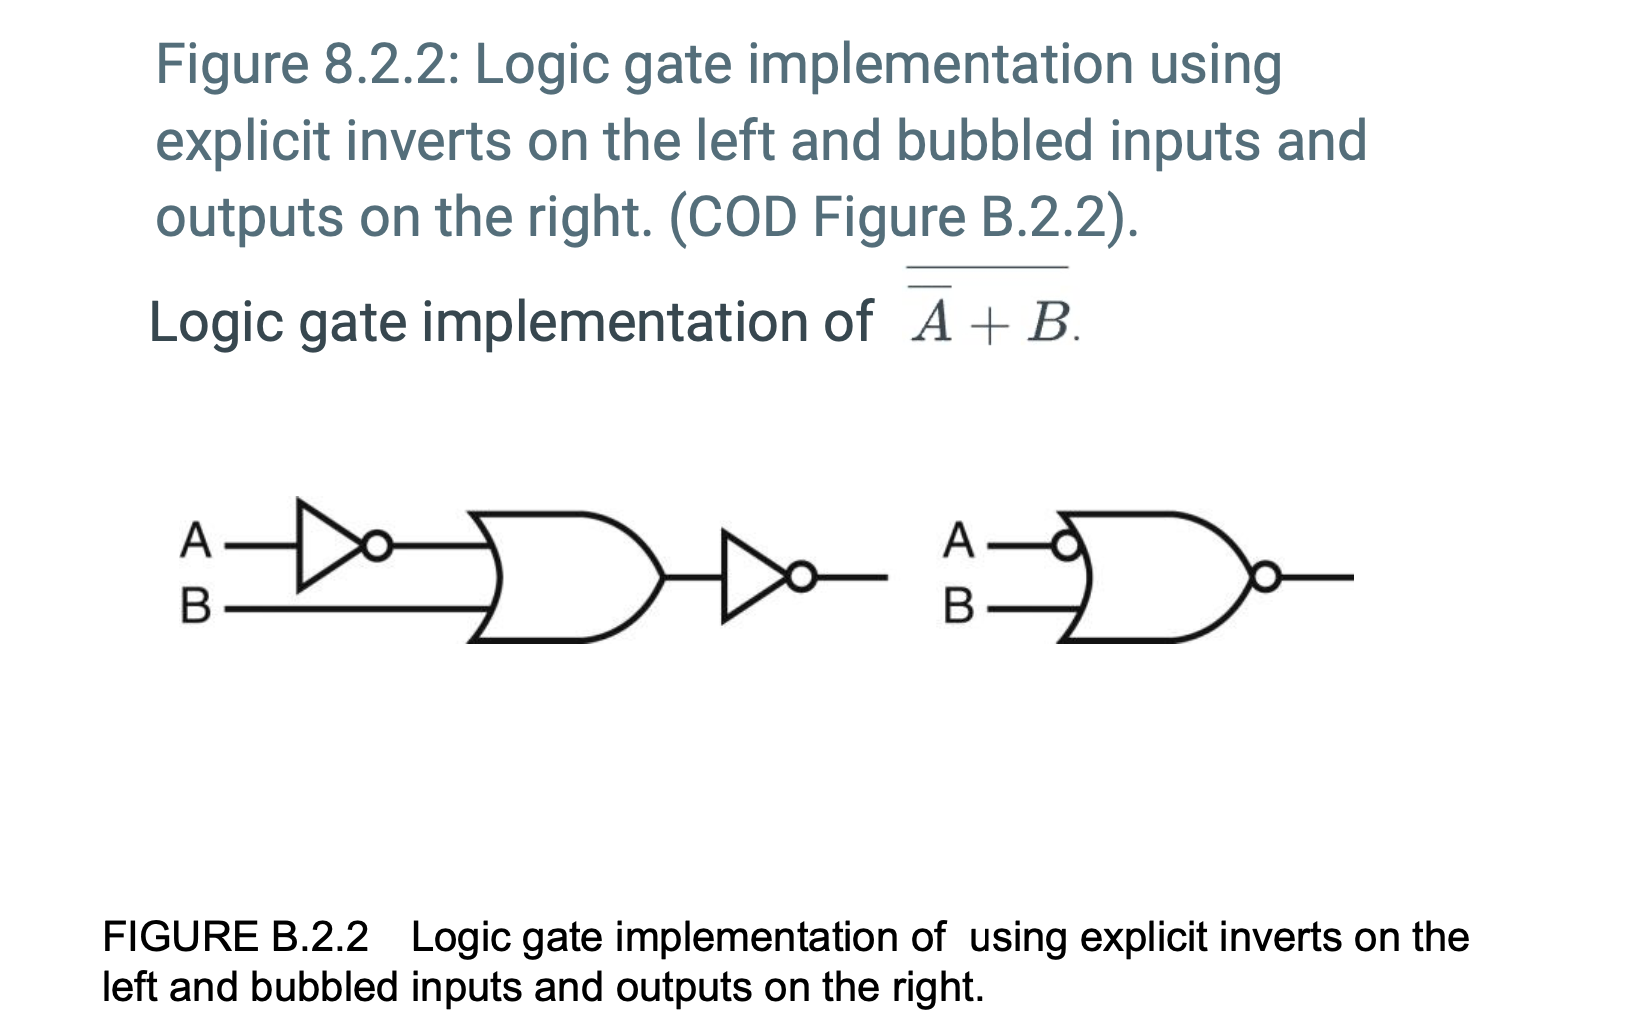 Figure 8.2.2: Logic gate implementation using
explicit inverts on the left and bubbled inputs and
outputs on the right. (COD Figure B.2.2).
Logic gate implementation of $\overline{\overline{A} + B}$.
A
B
A
B
FIGURE B.2.2 Logic gate implementation of using explicit inverts on the
left and bubbled inputs and outputs on the right.